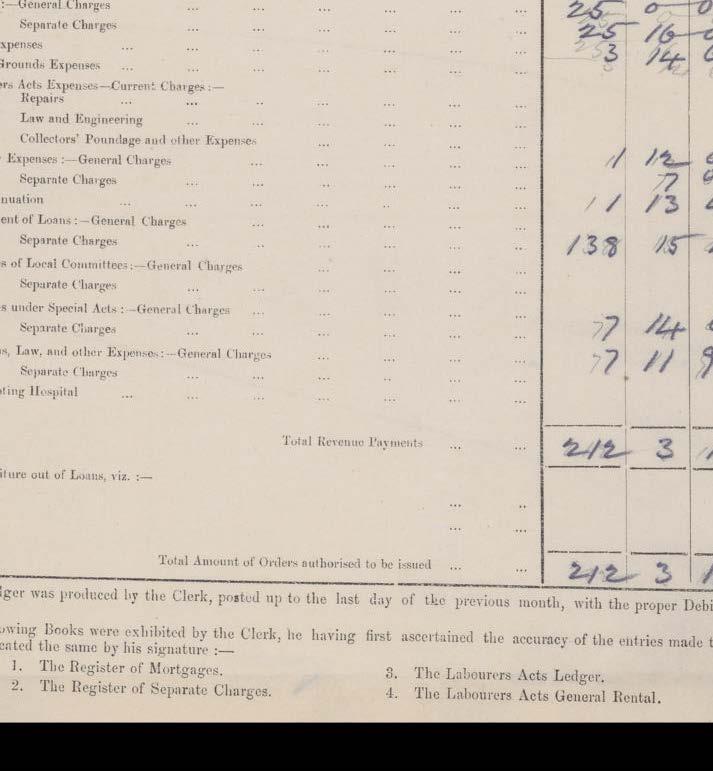 :—General Charges ... ... ... ... ... ... 25 0 0
Separate Charges ... ... ... ... ... ... 25 16
xpenses ... ... ... ... ... ... ... 3 14
Grounds Expenses ... ... ... ... ... ... ...
ers Acts Expenses—Current Charges:—
Repairs ... ... ... ... ... ... ...
Law and Engineering ... ... ... ... ... ...
Collectors' Poundage and other Expenses ... ... ... ...
Expenses:—General Charges ... ... ... ... ... 1 12
Separate Charges ... ... ... ... ... ... 7
nuation ... ... ... ... ... ... ... 11 13
ent of Loans:—General Charges ... ... ... ... ...
Separate Charges ... ... ... ... ... ... 138 15
s of Local Committees:—General Charges ... ... ... ...
Separate Charges ... ... ... ... ... ...
s under Special Acts:—General Charges ... ... ... ... ...
Separate Charges ... ... ... ... ... ... 7 14
s, Law, and other Expenses:—General Charges ... ... ... ... 7 11 9
Separate Charges ... ... ... ... ... ...
ting Hospital ... ... ... ... ... ... ...
Total Revenue Payments ... ... 212 3 1
iture out of Loans, viz. :—
... ...
... ...
Total Amount of Orders authorised to be issued ... ... 212 3 1
lger was produced by the Clerk, posted up to the last day of the previous month, with the proper Debi
owing Books were exhibited by the Clerk, he having first ascertained the accuracy of the entries made t
cated the same by his signature :—
1. The Register of Mortgages.
2. The Register of Separate Charges.
3. The Labourers Acts Ledger.
4. The Labourers Acts General Rental.